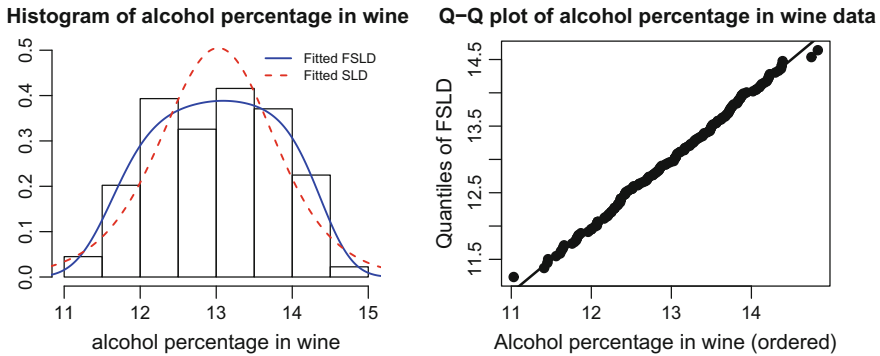 Histogram of alcohol percentage in wine
0.5
0.4
0.3
0.2
0.1
0.0
Fitted FSLD
Fitted SLD
11 12 13 14 15
alcohol percentage in wine
Q−Q plot of alcohol percentage in wine data
Quantiles of FSLD
14.5
13.5
12.5
11.5
11 12 13 14
Alcohol percentage in wine (ordered)